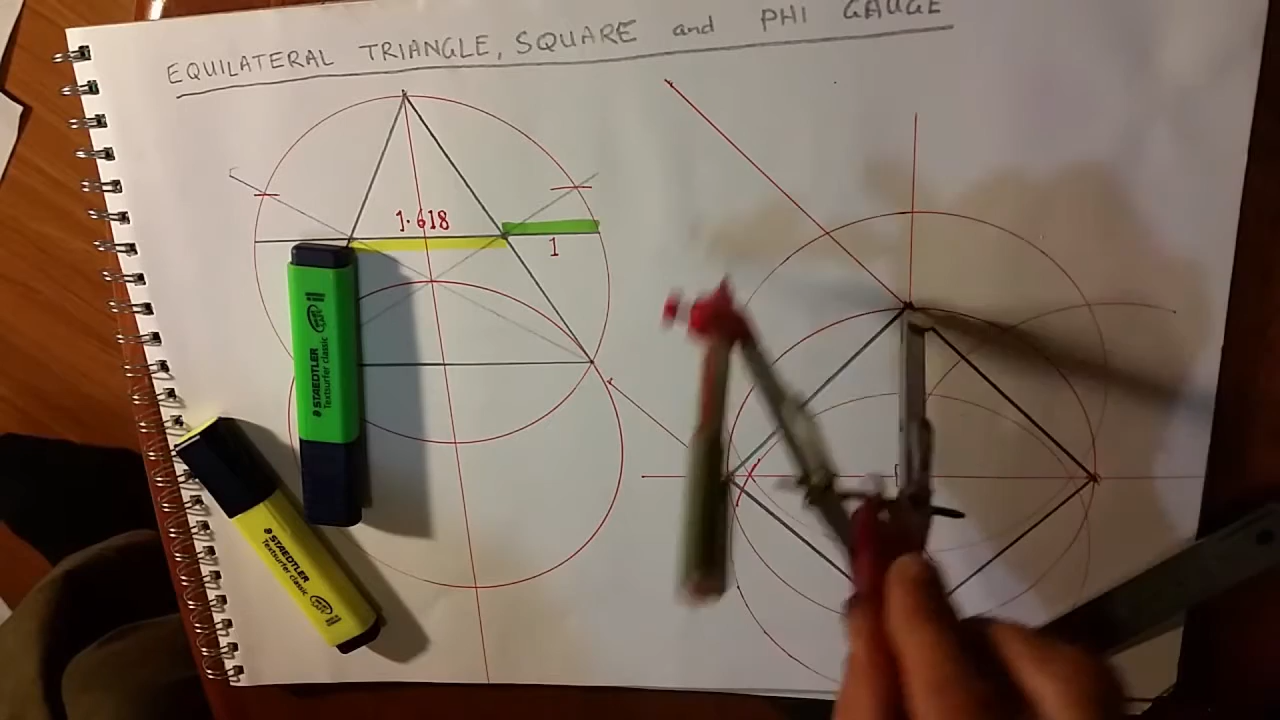 EQUILATERAL TRIANGLE, SQUARE and PHI GAUGE
1.618
1
STAEDTLER
Textsurfer classic
STAEDTLER
Textsurfer classic